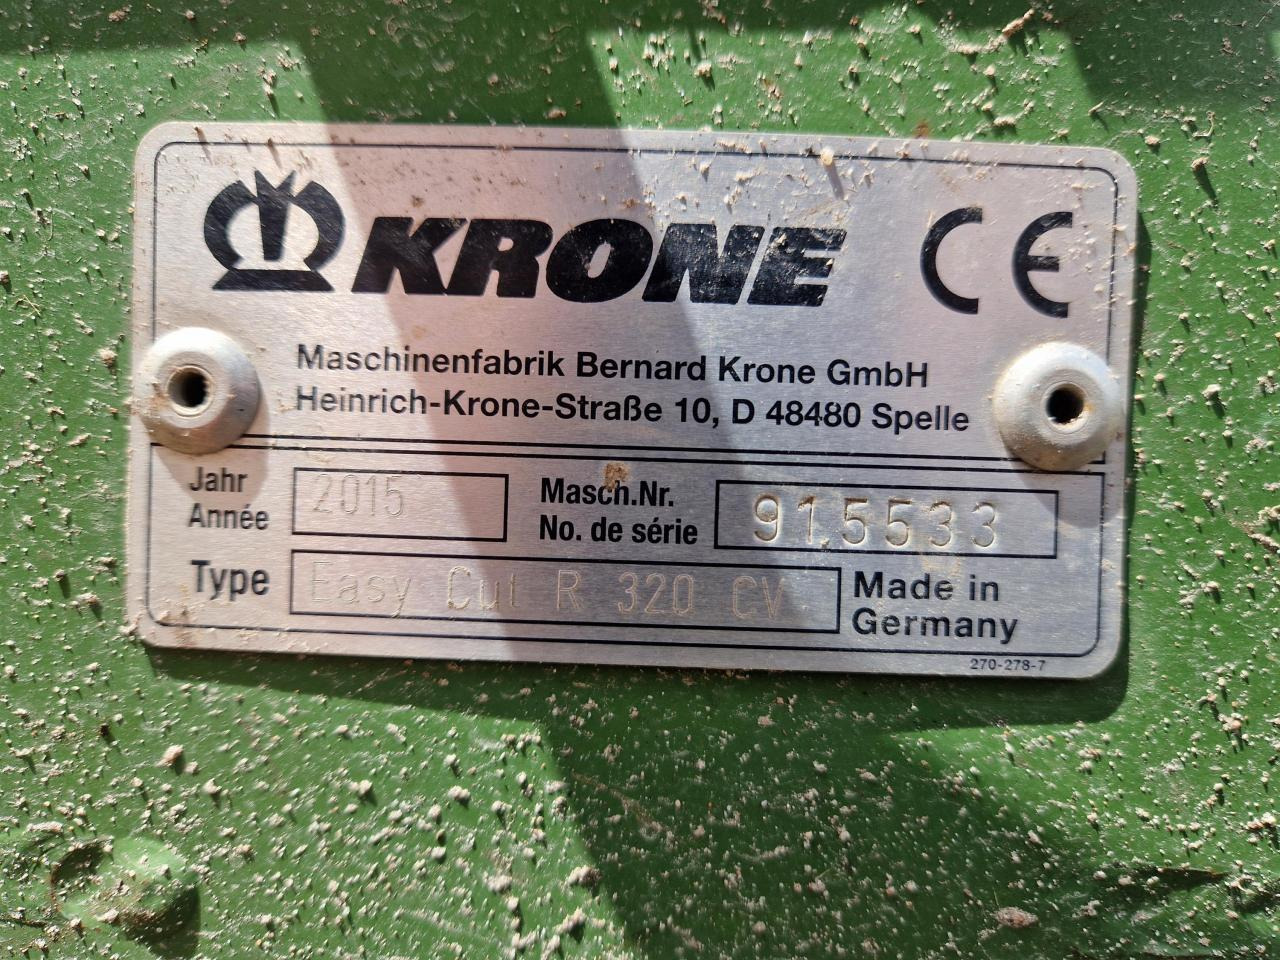 KRONE CE
Maschinenfabrik Bernard Krone GmbH
Heinrich-Krone-Straße 10, D 48480 Spelle
Jahr
Année
2015
Masch.Nr.
No. de série
915533
Type
Easy Cut R 320 CV
Made in
Germany
270-278-7